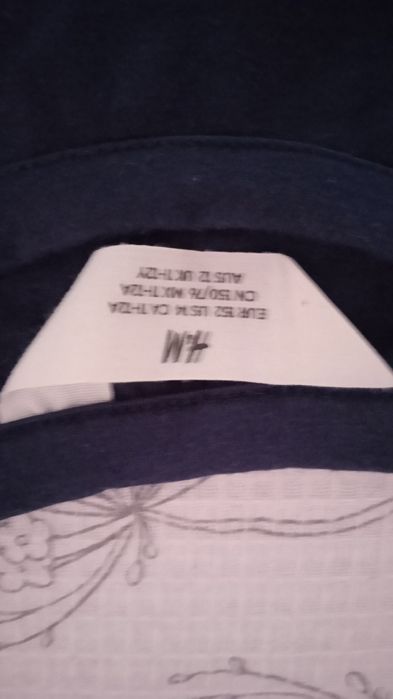 H&M
EUR 152 US 14 CA 11-12A
CN 150/76 MX 11-12A
AUS 12 UK 11-12Y